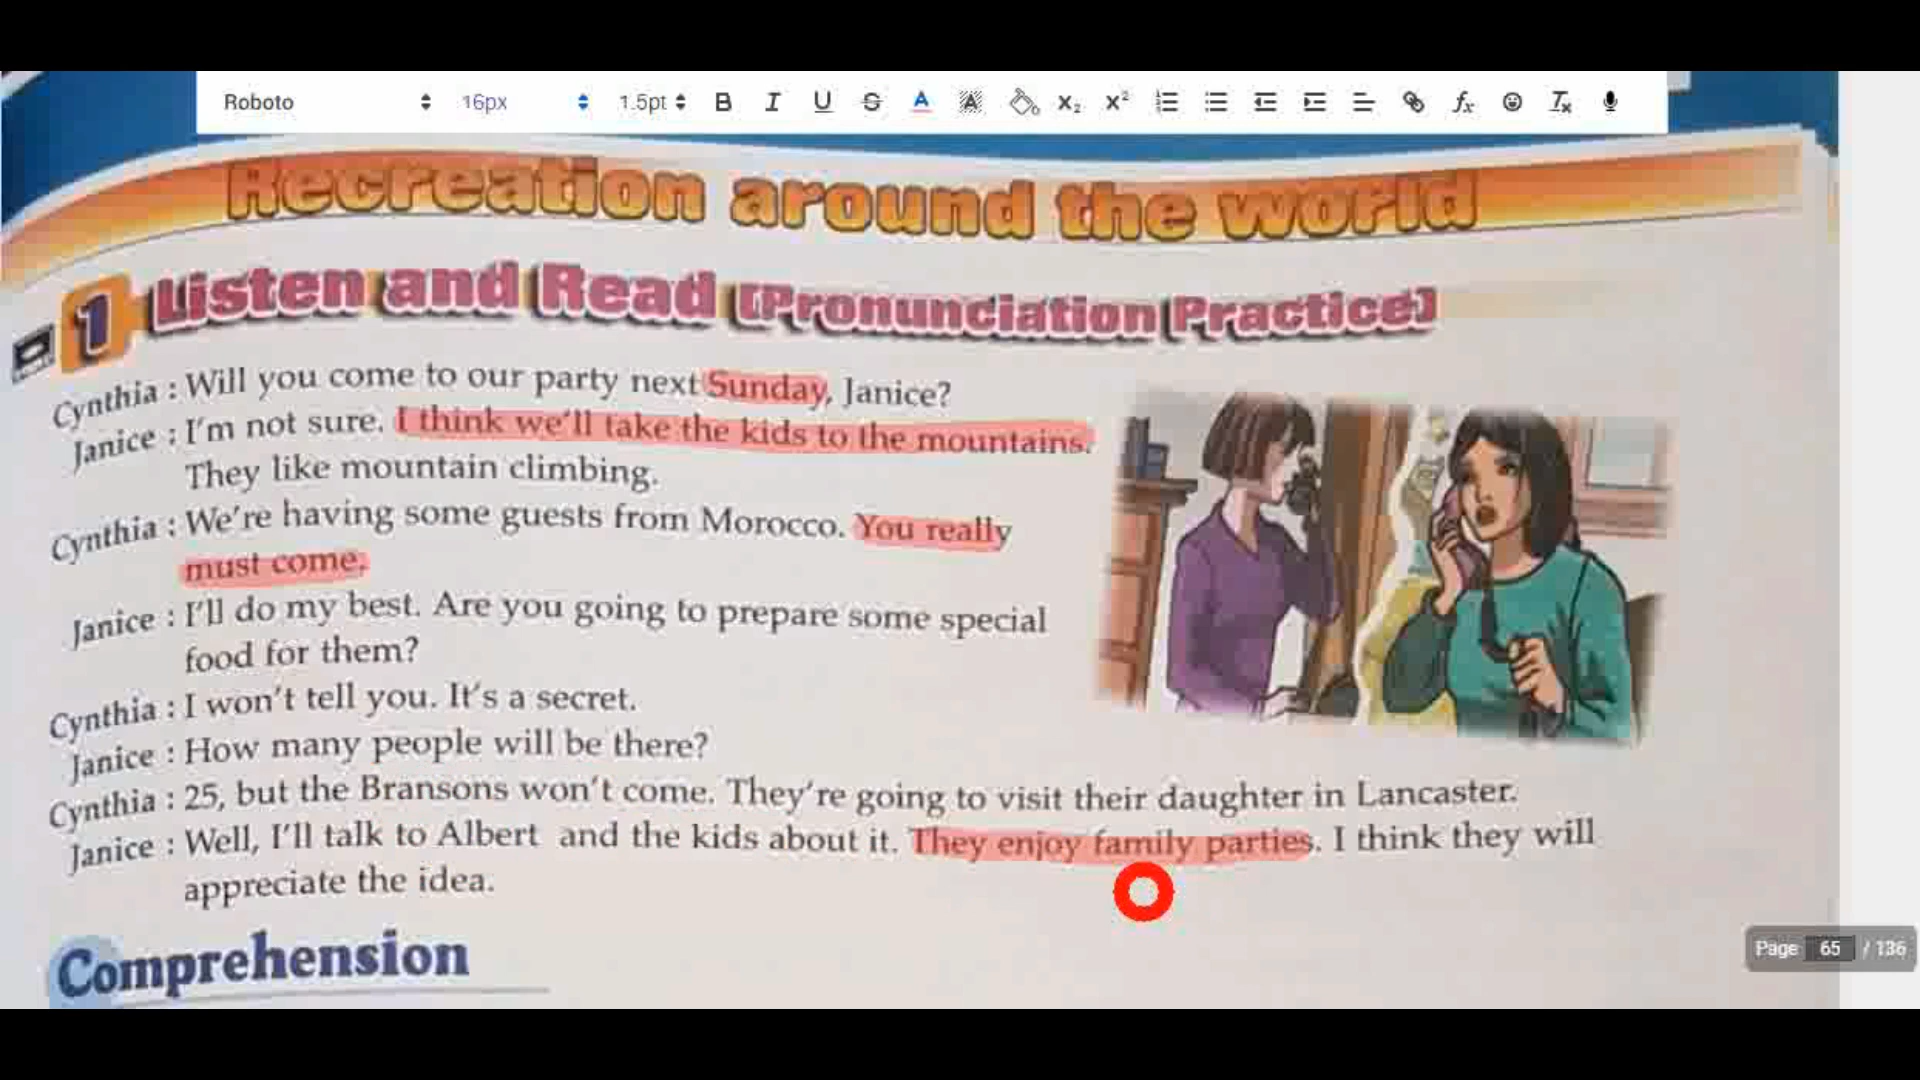 Roboto 16px 1.5pt B I U S A A X₂ X² fx Tx
Recreation around the world
1 Listen and Read [Pronunciation Practice]
Cynthia : Will you come to our party next Sunday, Janice?
Janice : I'm not sure. I think we'll take the kids to the mountains.
They like mountain climbing.
Cynthia : We're having some guests from Morocco. You really
must come.
Janice : I'll do my best. Are you going to prepare some special
food for them?
Cynthia : I won't tell you. It's a secret.
Janice : How many people will be there?
Cynthia : 25, but the Bransons won't come. They're going to visit their daughter in Lancaster.
Janice : Well, I'll talk to Albert and the kids about it. They enjoy family parties. I think they will
appreciate the idea.
Comprehension
Page 65 / 136